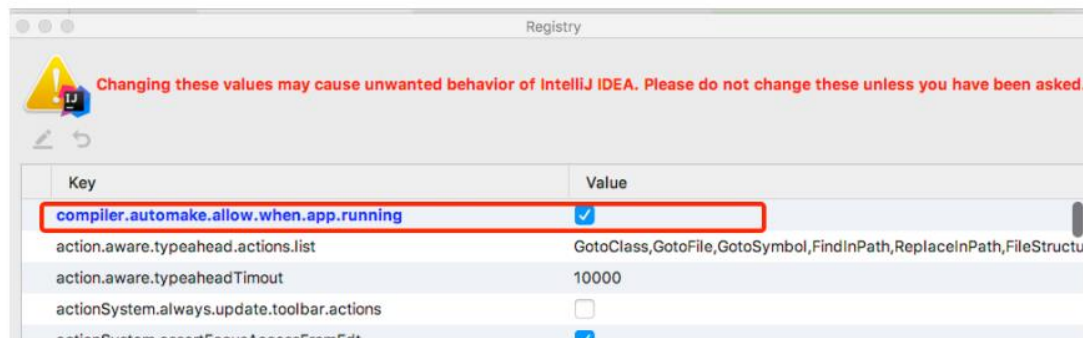 Registry
Changing these values may cause unwanted behavior of IntelliJ IDEA. Please do not change these unless you have been asked.
IJ
Key Value
compiler.automake.allow.when.app.running
action.aware.typeahead.actions.list GotoClass,GotoFile,GotoSymbol,FindInPath,ReplaceInPath,FileStructu
action.aware.typeaheadTimout 10000
actionSystem.always.update.toolbar.actions